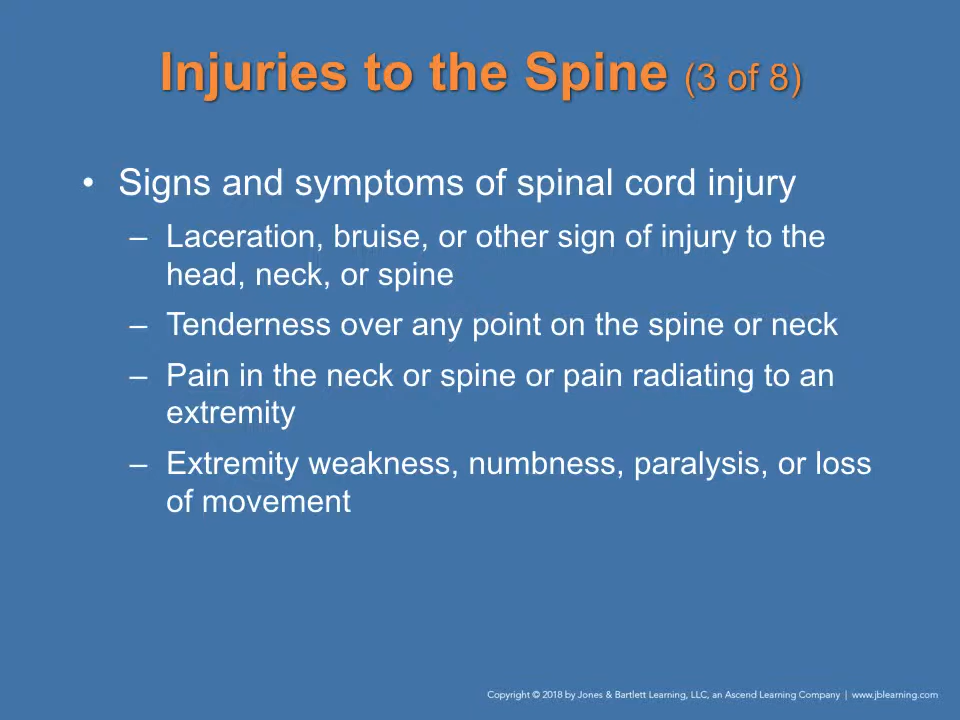 Injuries to the Spine (3 of 8)
• Signs and symptoms of spinal cord injury
– Laceration, bruise, or other sign of injury to the
head, neck, or spine
– Tenderness over any point on the spine or neck
– Pain in the neck or spine or pain radiating to an
extremity
– Extremity weakness, numbness, paralysis, or loss
of movement
Copyright © 2018 by Jones & Bartlett Learning, LLC, an Ascend Learning Company | www.jblearning.com